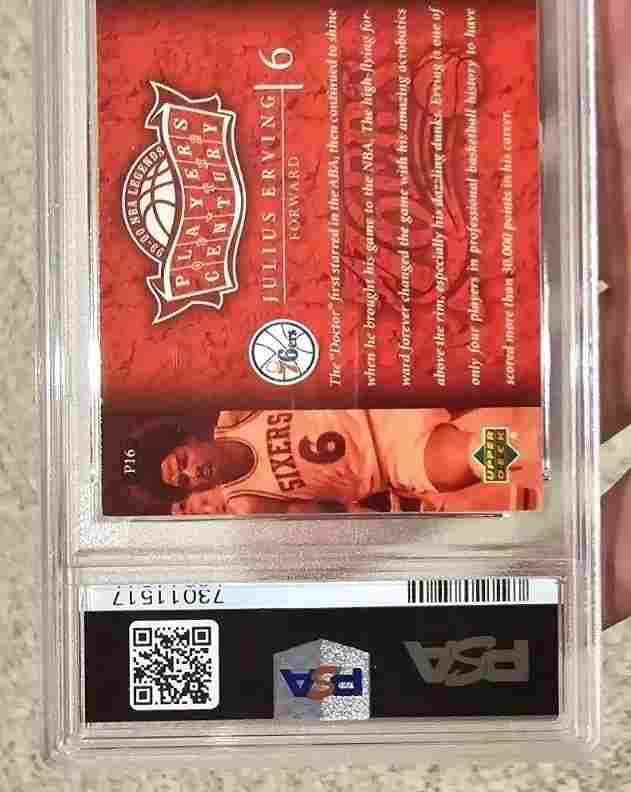 99-00 NBA LEGENDS
PLAYERS
OF THE
CENTURY
JULIUS ERVING 6
FORWARD
76ers
The "Doctor" first starred in the ABA, then continued to shine
when he brought his game to the NBA. The high-flying for-
ward forever changed the game with his amazing acrobatics
above the rim, especially his dazzling dunks. Erving is one of
only four players in professional basketball history to have
scored more than 30,000 points in his career.
P16
SIXERS
6
UPPER
DECK
73011517
PSA
PSA